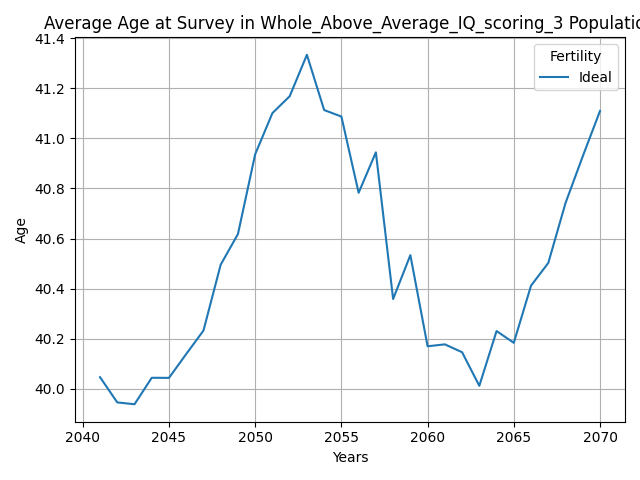 Average Age at Survey in Whole_Above_Average_IQ_scoring_3 Populatio
41.4
41.2
41.0
40.8
40.6
40.4
40.2
40.0
Age
Fertility
Ideal
2040 2045 2050 2055 2060 2065 2070
Years